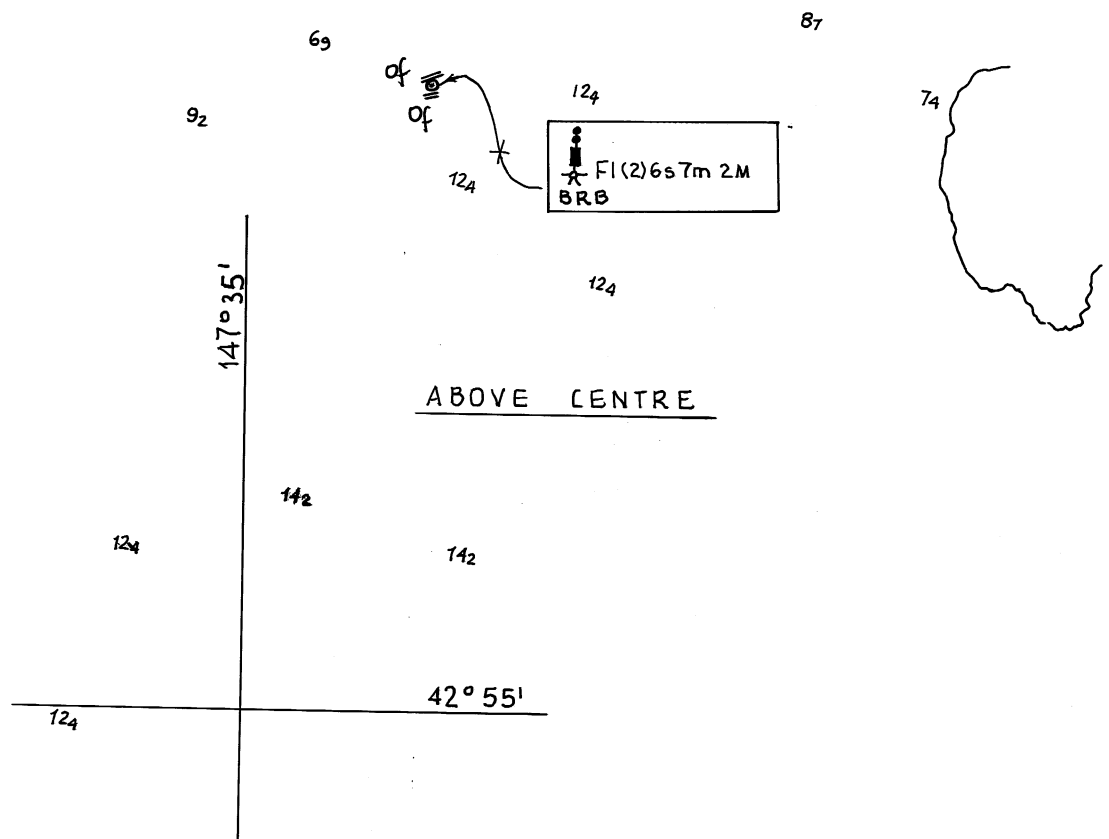 8₇
6₉
Of
Of
12₄
7₄
9₂
12₄
Fl(2)6s7m 2M
BRB
12₄
147°35'
ABOVE CENTRE
14₂
12₄
14₂
42°55'
12₄